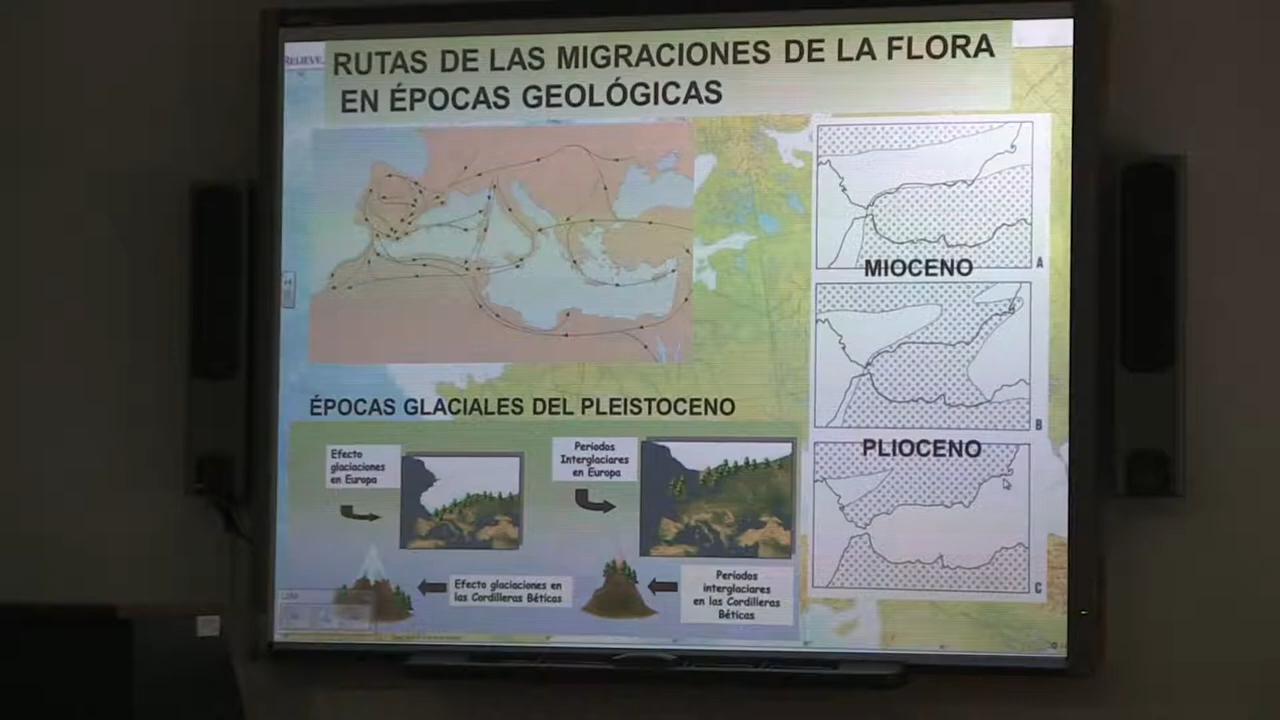 RELIEVE
RUTAS DE LAS MIGRACIONES DE LA FLORA
EN ÉPOCAS GEOLÓGICAS
A
MIOCENO
B
PLIOCENO
C
ÉPOCAS GLACIALES DEL PLEISTOCENO
Efecto
glaciaciones
en Europa
Periodos
Interglaciares
en Europa
Efecto glaciaciones en
las Cordilleras Béticas
Periodos
interglaciares
en las Cordilleras
Béticas